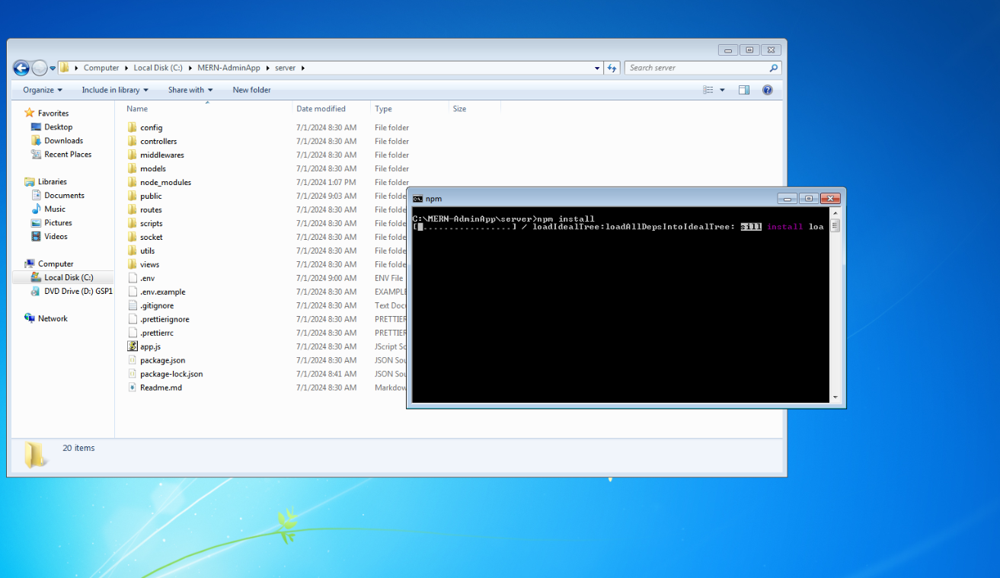 Computer Local Disk (C:) MERN-AdminApp server
Search server
Organize Include in library Share with New folder
Name Date modified Type Size
Favorites
Desktop
Downloads
Recent Places
Libraries
Documents
Music
Pictures
Videos
Computer
Local Disk (C:)
DVD Drive (D:) GSP1
Network
config 7/1/2024 8:30 AM File folder
controllers 7/1/2024 8:30 AM File folder
middlewares 7/1/2024 8:30 AM File folder
models 7/1/2024 8:30 AM File folder
node_modules 7/1/2024 1:07 PM File folder
public 7/1/2024 9:03 AM File folde
routes 7/1/2024 8:30 AM File folde
scripts 7/1/2024 8:30 AM File folde
socket 7/1/2024 8:30 AM File folde
utils 7/1/2024 8:30 AM File folde
views 7/1/2024 8:30 AM File folde
.env 7/1/2024 9:00 AM ENV File
.env.example 7/1/2024 8:30 AM EXAMPLE
.gitignore 7/1/2024 8:30 AM Text Docu
.prettierignore 7/1/2024 8:30 AM PRETTIER
.prettierrc 7/1/2024 8:30 AM PRETTIER
app.js 7/1/2024 8:30 AM JScript Sc
package.json 7/1/2024 8:30 AM JSON Sou
package-lock.json 7/1/2024 8:41 AM JSON Sou
Readme.md 7/1/2024 8:30 AM Markdow
20 items
npm
C:\MERN-AdminApp\server>npm install
[ .................] / loadIdealTree:loadAllDepsIntoIdealTree: sill install loa